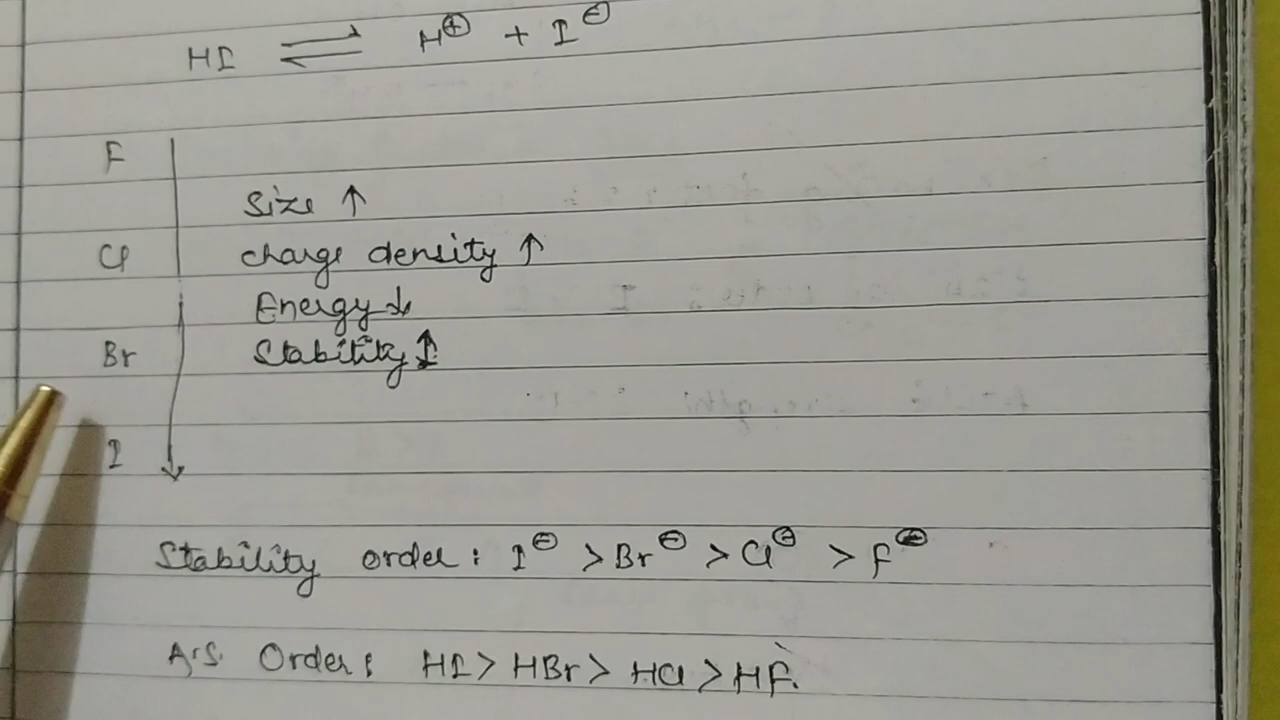 HI ⇌ H⊕ + I⊖
F
Size ↑
Cl charge density ↑
Energy ↓
Br Stability ↑
I
Stability order : I⊖ > Br⊖ > Cl⊖ > F⊖
A.S. Order : HI > HBr > HCl > HF.